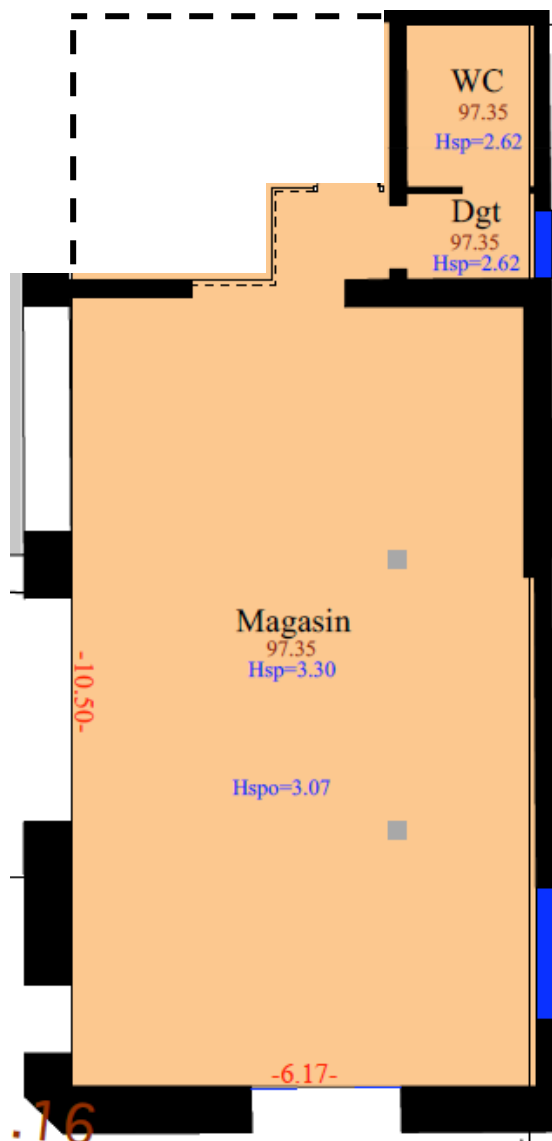 WC
97.35
Hsp=2.62
Dgt
97.35
Hsp=2.62
Magasin
97.35
Hsp=3.30
-10.50-
Hspo=3.07
-6.17-
.16